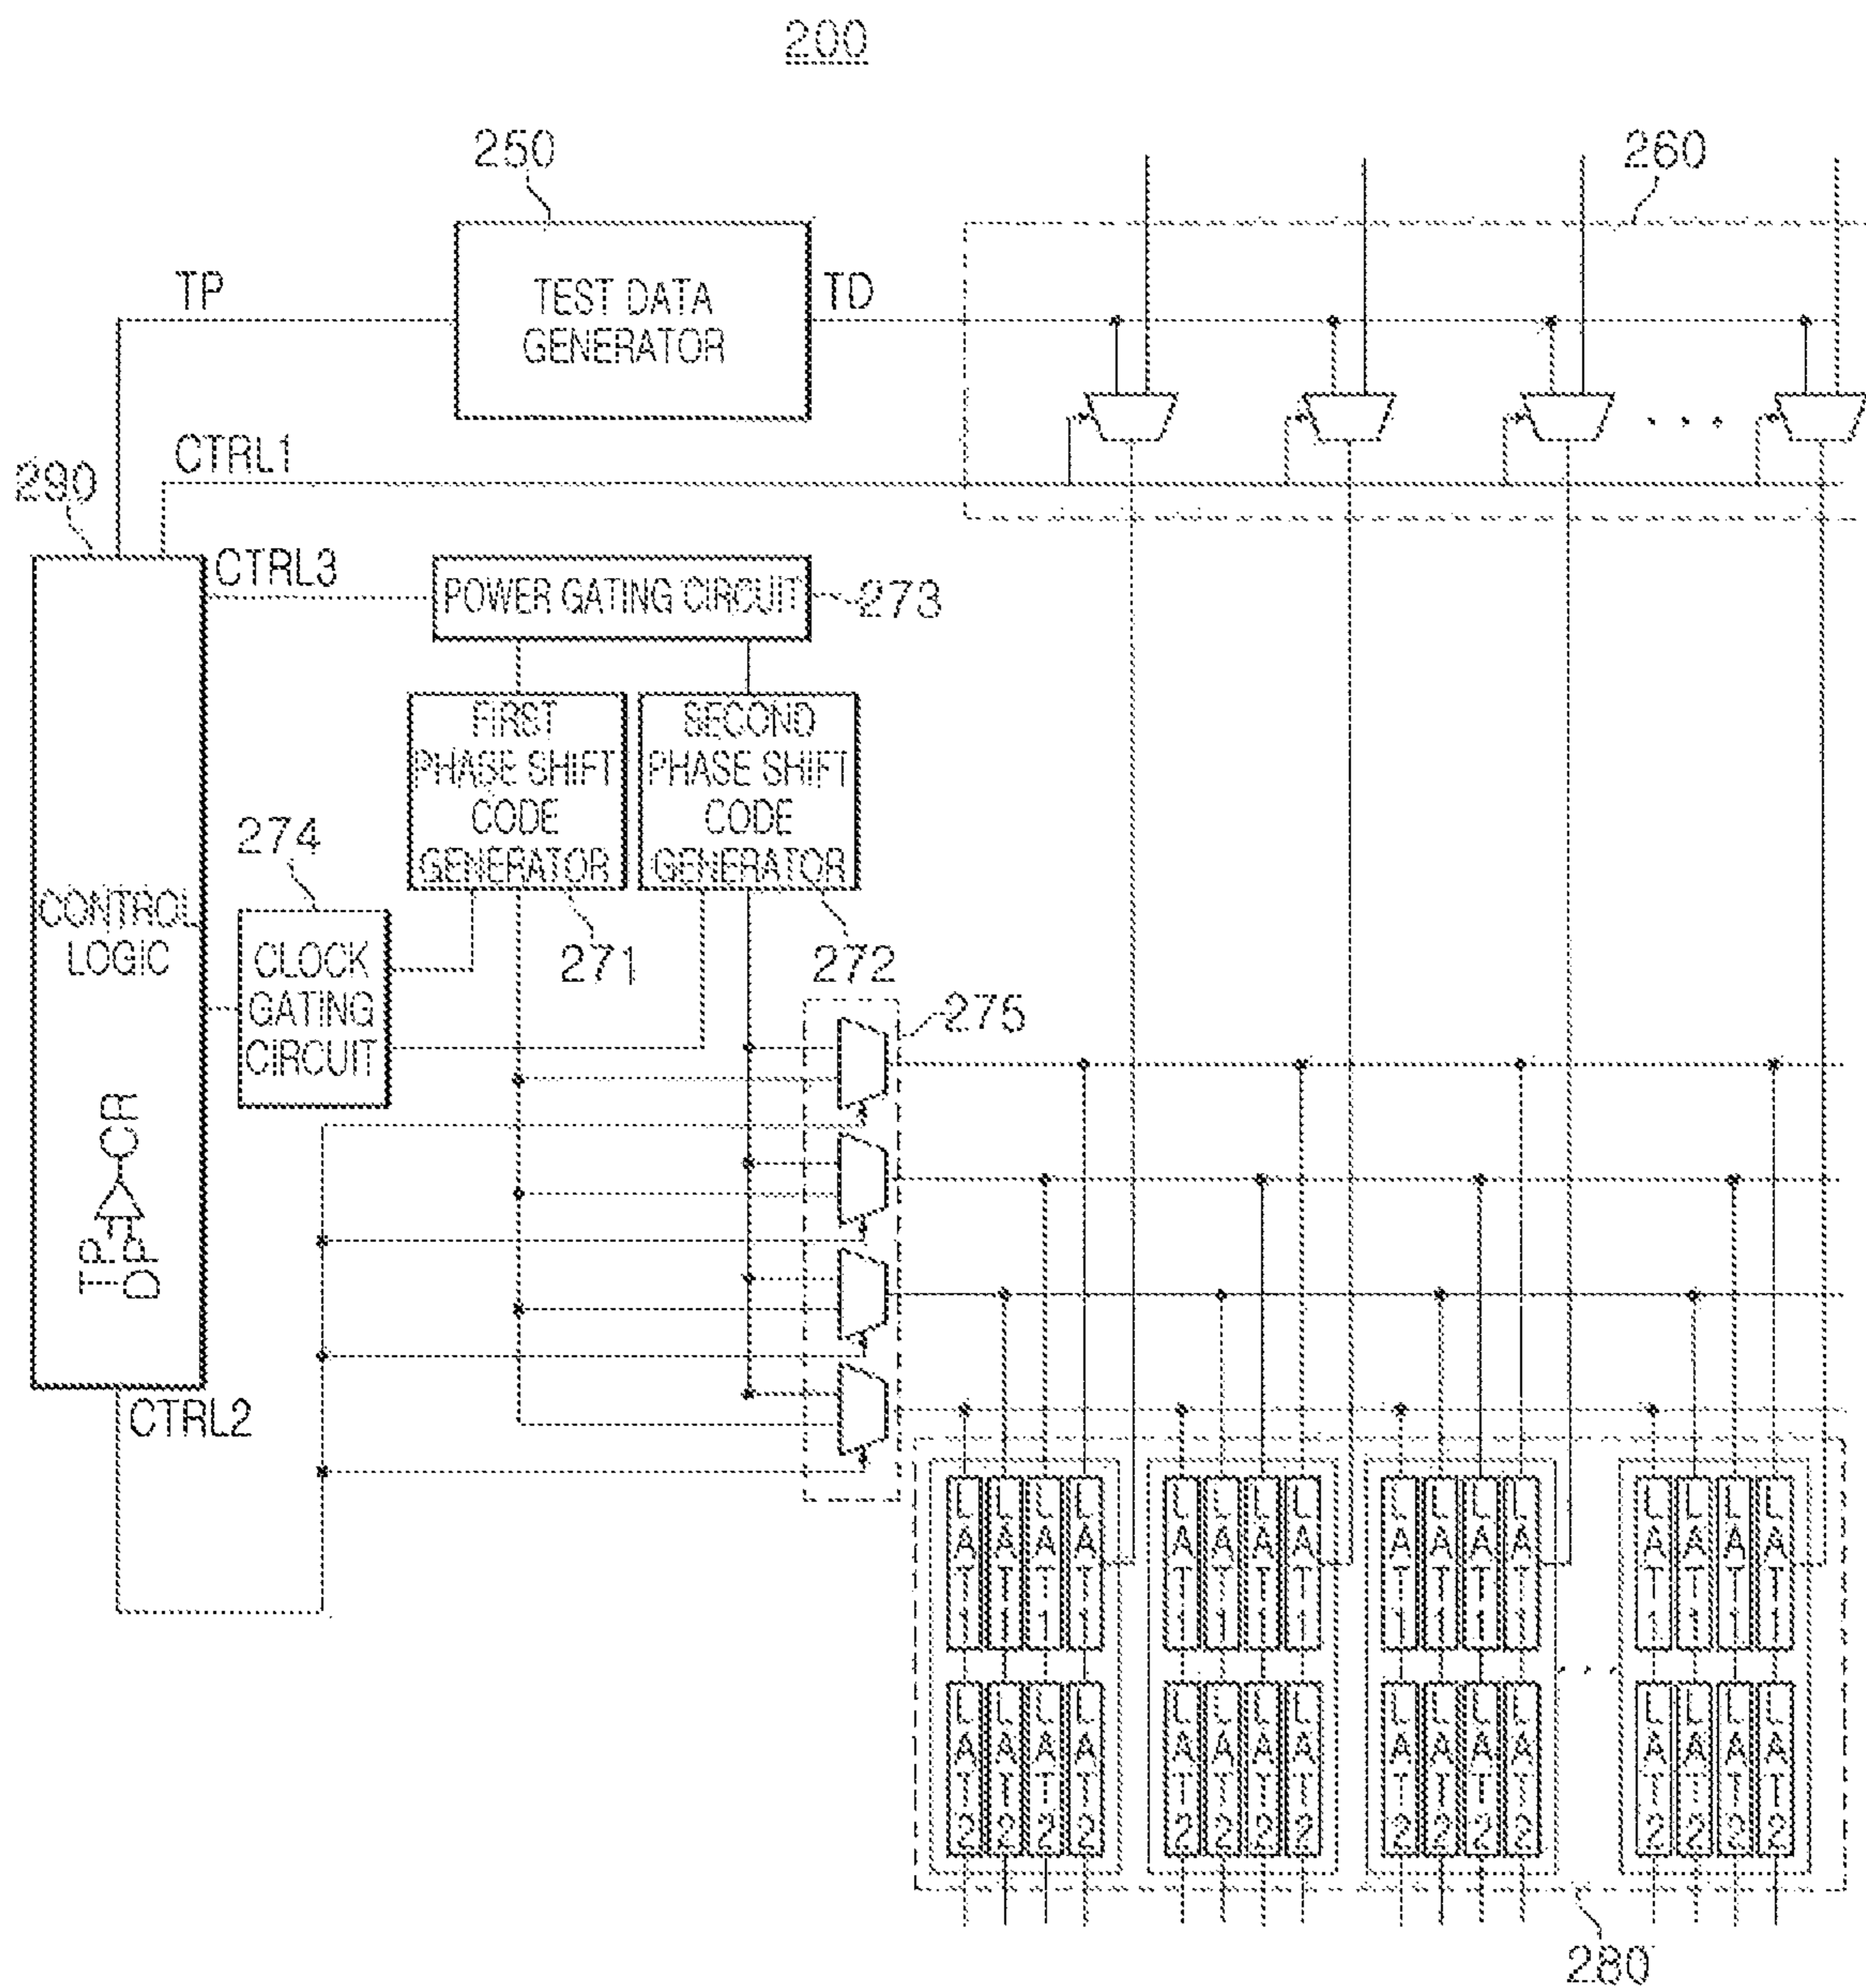 200
250
260
TP
TEST DATA
GENERATOR
TD
CTRL1
290
CTRL3
POWER GATING CIRCUIT
273
FIRST
PHASE SHIFT
CODE
GENERATOR
SECOND
PHASE SHIFT
CODE
GENERATOR
274
CONTROL
LOGIC
CLOCK
GATING
CIRCUIT
271
272
275
TP
DP
CR
CTRL2
LAT1 LAT1 LAT1 LAT1
LAT1 LAT1 LAT1 LAT1
LAT1 LAT1 LAT1 LAT1
LAT1 LAT1 LAT1 LAT1
LAT2 LAT2 LAT2 LAT2
LAT2 LAT2 LAT2 LAT2
LAT2 LAT2 LAT2 LAT2
LAT2 LAT2 LAT2 LAT2
280